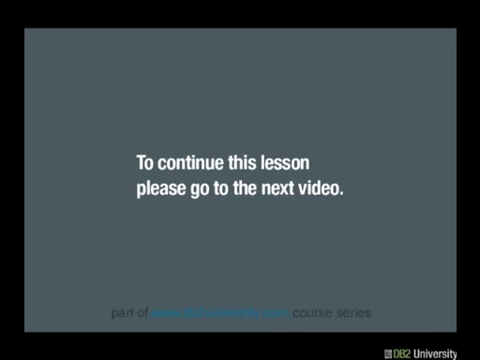 To continue this lesson
please go to the next video.
part of course series
DB2 University